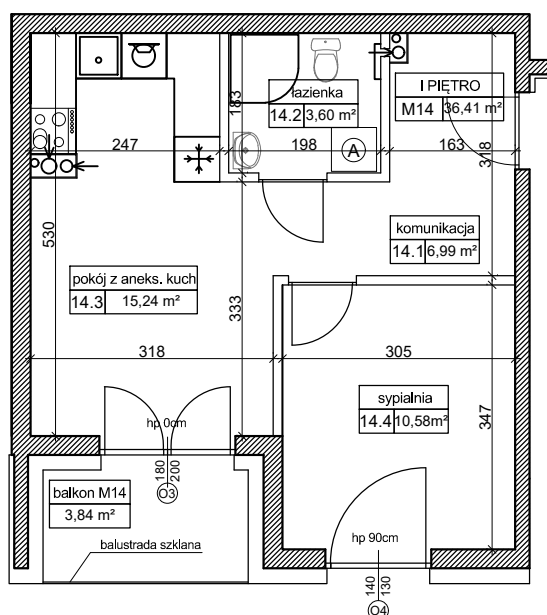 łazienka
14.2 3,60 m²
I PIĘTRO
M14 36,41 m²
183
247
198
A
163
318
530
komunikacja
14.1 6,99 m²
pokój z aneks. kuch
14.3 15,24 m²
333
318
305
sypialnia
14.4 10,58m²
347
hp 0cm
180
200
O3
balkon M14
3,84 m²
balustrada szklana
hp 90cm
140
130
O4